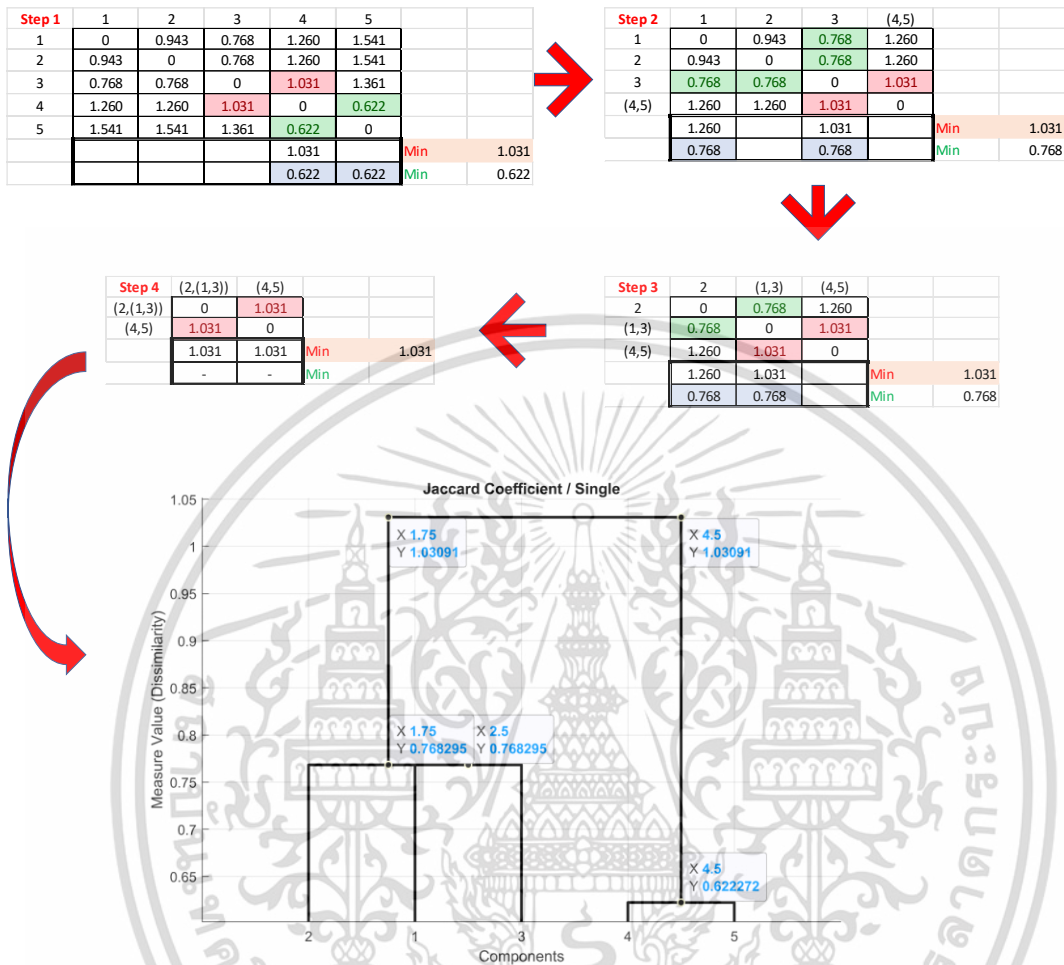 Step 1 1 2 3 4 5
1 0 0.943 0.768 1.260 1.541
2 0.943 0 0.768 1.260 1.541
3 0.768 0.768 0 1.031 1.361
4 1.260 1.260 1.031 0 0.622
5 1.541 1.541 1.361 0.622 0
1.031 Min 1.031
0.622 0.622 Min 0.622
Step 2 1 2 3 (4,5)
1 0 0.943 0.768 1.260
2 0.943 0 0.768 1.260
3 0.768 0.768 0 1.031
(4,5) 1.260 1.260 1.031 0
1.260 1.031 Min 1.031
0.768 0.768 Min 0.768
Step 4 (2,(1,3)) (4,5)
(2,(1,3)) 0 1.031
(4,5) 1.031 0
1.031 1.031 Min 1.031
- - Min
Step 3 2 (1,3) (4,5)
2 0 0.768 1.260
(1,3) 0.768 0 1.031
(4,5) 1.260 1.031 0
1.260 1.031 Min 1.031
0.768 0.768 Min 0.768
Jaccard Coefficient / Single
1.05
1
0.95
0.9
0.85
0.8
0.75
0.7
0.65
Measure Value (Dissimilarity)
X 1.75
Y 1.03091
X 4.5
Y 1.03091
X 1.75
Y 0.768295
X 2.5
Y 0.768295
X 4.5
Y 0.622272
2 1 3 4 5
Components